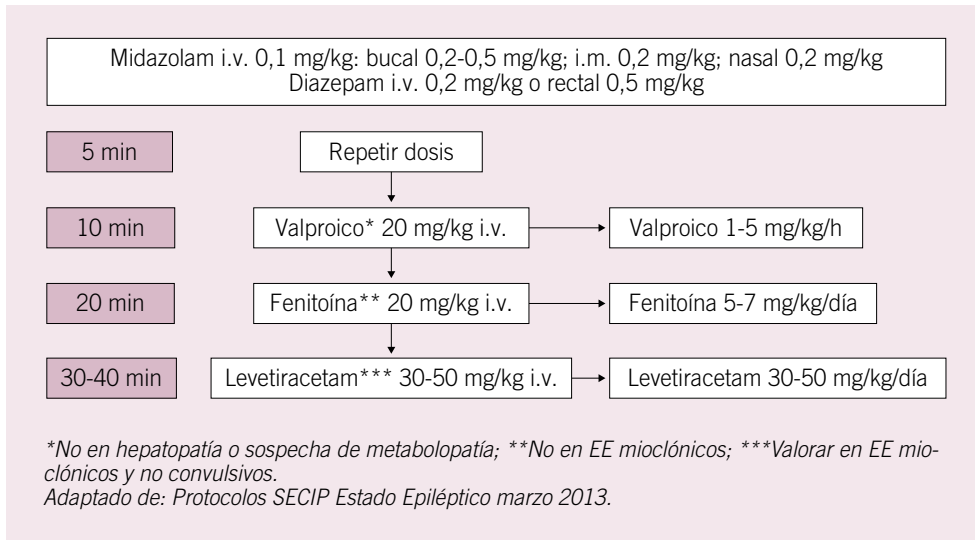 Midazolam i.v. 0,1 mg/kg: bucal 0,2-0,5 mg/kg; i.m. 0,2 mg/kg; nasal 0,2 mg/kg
Diazepam i.v. 0,2 mg/kg o rectal 0,5 mg/kg
5 min
Repetir dosis
10 min
Valproico* 20 mg/kg i.v.
Valproico 1-5 mg/kg/h
20 min
Fenitoína** 20 mg/kg i.v.
Fenitoína 5-7 mg/kg/día
30-40 min
Levetiracetam*** 30-50 mg/kg i.v.
Levetiracetam 30-50 mg/kg/día
*No en hepatopatía o sospecha de metabolopatía; **No en EE mioclónicos; ***Valorar en EE mio-
clónicos y no convulsivos.
Adaptado de: Protocolos SECIP Estado Epiléptico marzo 2013.